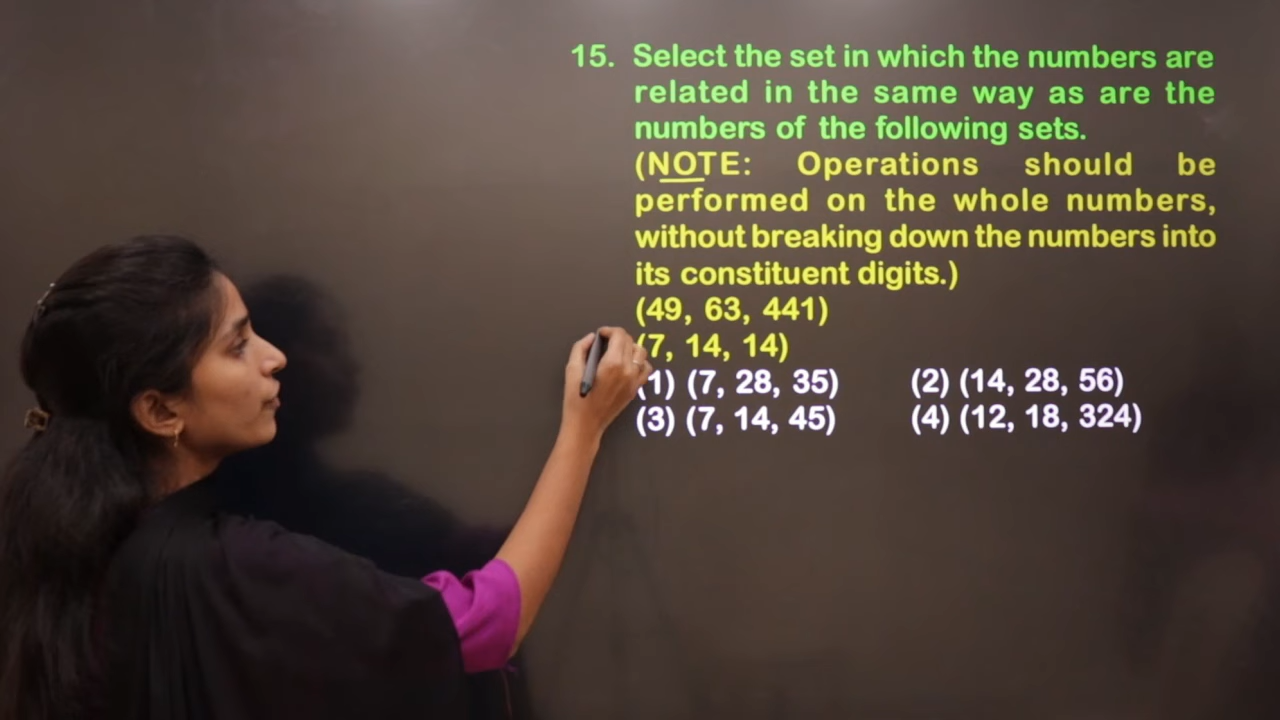 15. Select the set in which the numbers are
related in the same way as are the
numbers of the following sets.
(NOTE: Operations should be
performed on the whole numbers,
without breaking down the numbers into
its constituent digits.)
(49, 63, 441)
(7, 14, 14)
(1) (7, 28, 35) (2) (14, 28, 56)
(3) (7, 14, 45) (4) (12, 18, 324)